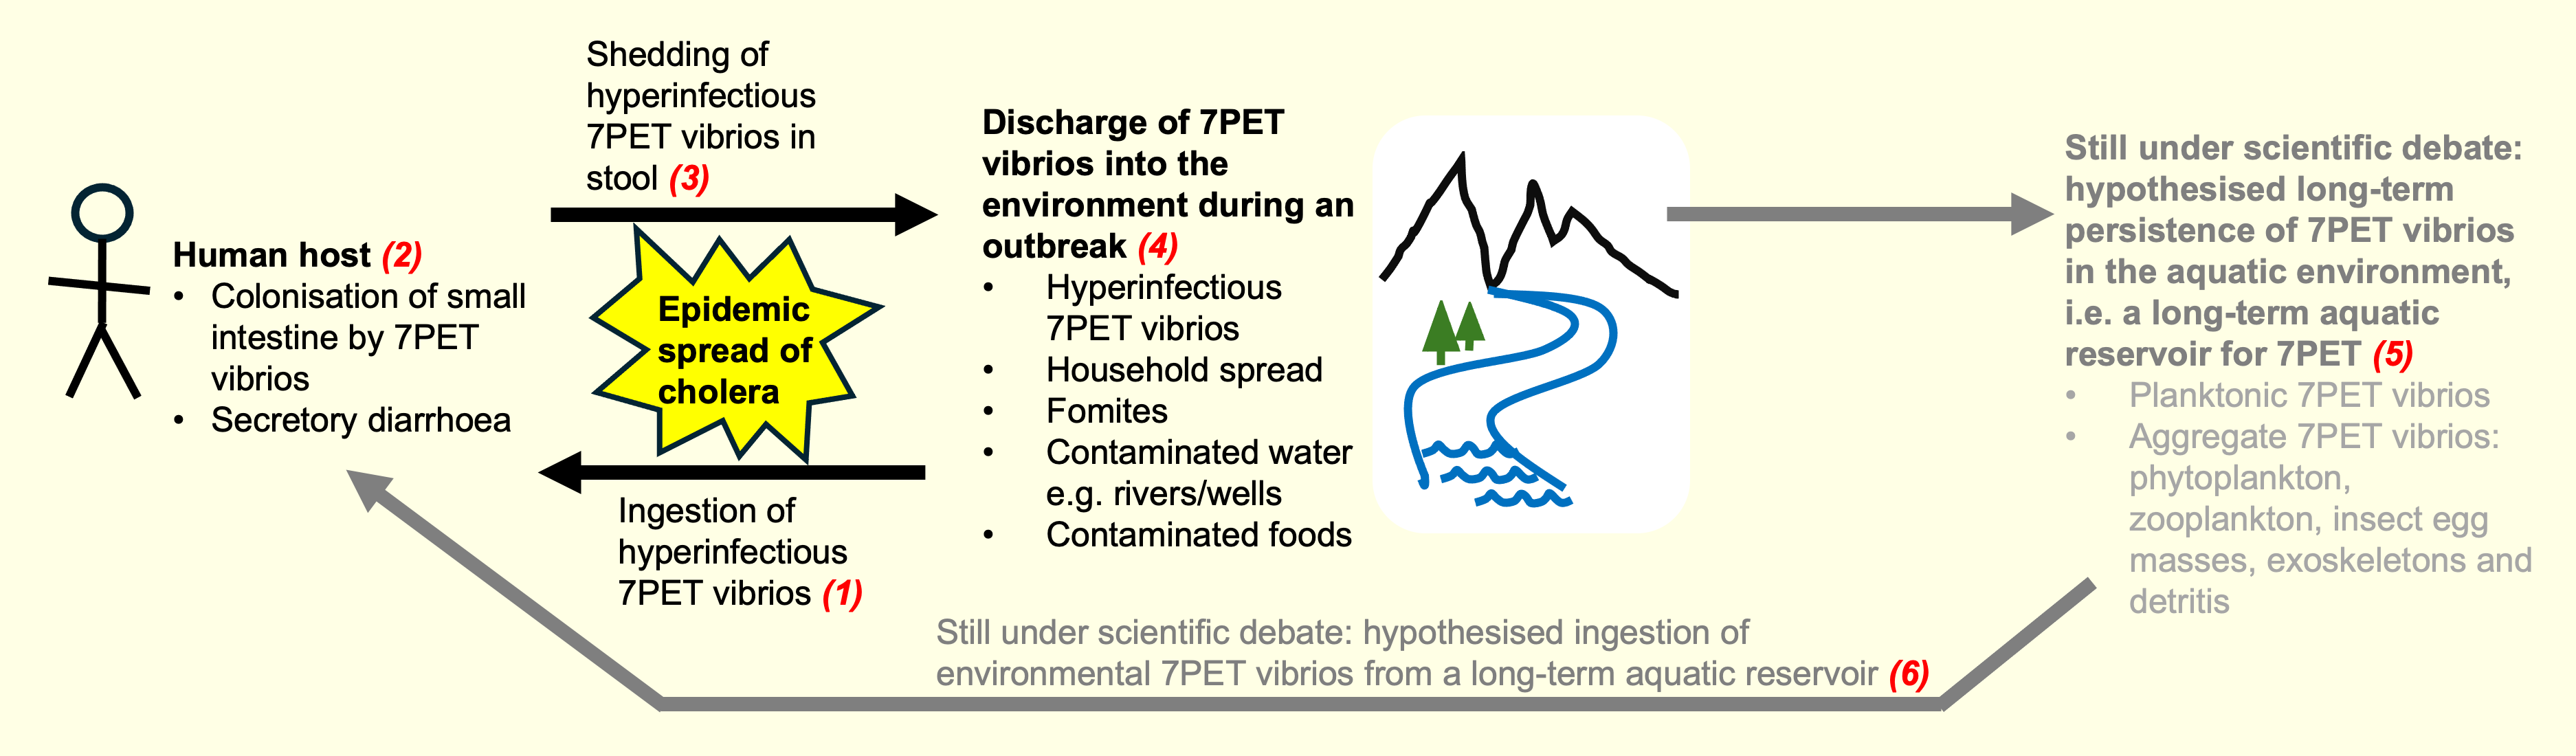 Shedding of
hyperinfectious
7PET vibrios in
stool (3)
Human host (2)
• Colonisation of small
intestine by 7PET
vibrios
• Secretory diarrhoea
Epidemic
spread of
cholera
Ingestion of
hyperinfectious
7PET vibrios (1)
Discharge of 7PET
vibrios into the
environment during an
outbreak (4)
• Hyperinfectious
7PET vibrios
• Household spread
• Fomites
• Contaminated water
e.g. rivers/wells
• Contaminated foods
Still under scientific debate:
hypothesised long-term
persistence of 7PET vibrios
in the aquatic environment,
i.e. a long-term aquatic
reservoir for 7PET (5)
• Planktonic 7PET vibrios
• Aggregate 7PET vibrios:
phytoplankton,
zooplankton, insect egg
masses, exoskeletons and
detritis
Still under scientific debate: hypothesised ingestion of
environmental 7PET vibrios from a long-term aquatic reservoir (6)